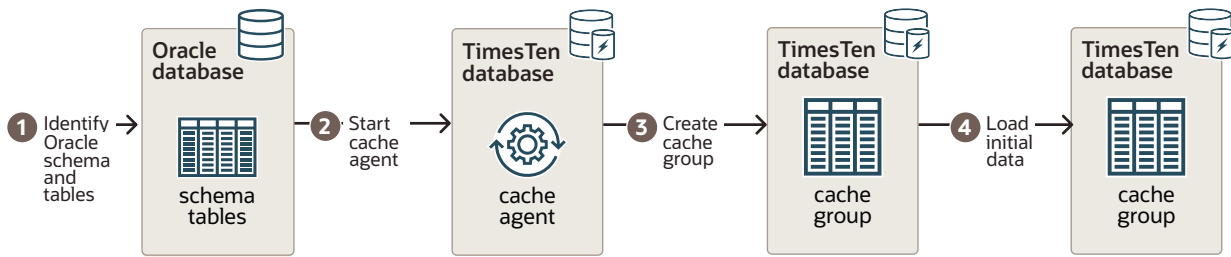 1 Identify
Oracle
schema
and
tables
Oracle
database
schema
tables
2 Start
cache
agent
TimesTen
database
cache
agent
3 Create
cache
group
TimesTen
database
cache
group
4 Load
initial
data
TimesTen
database
cache
group